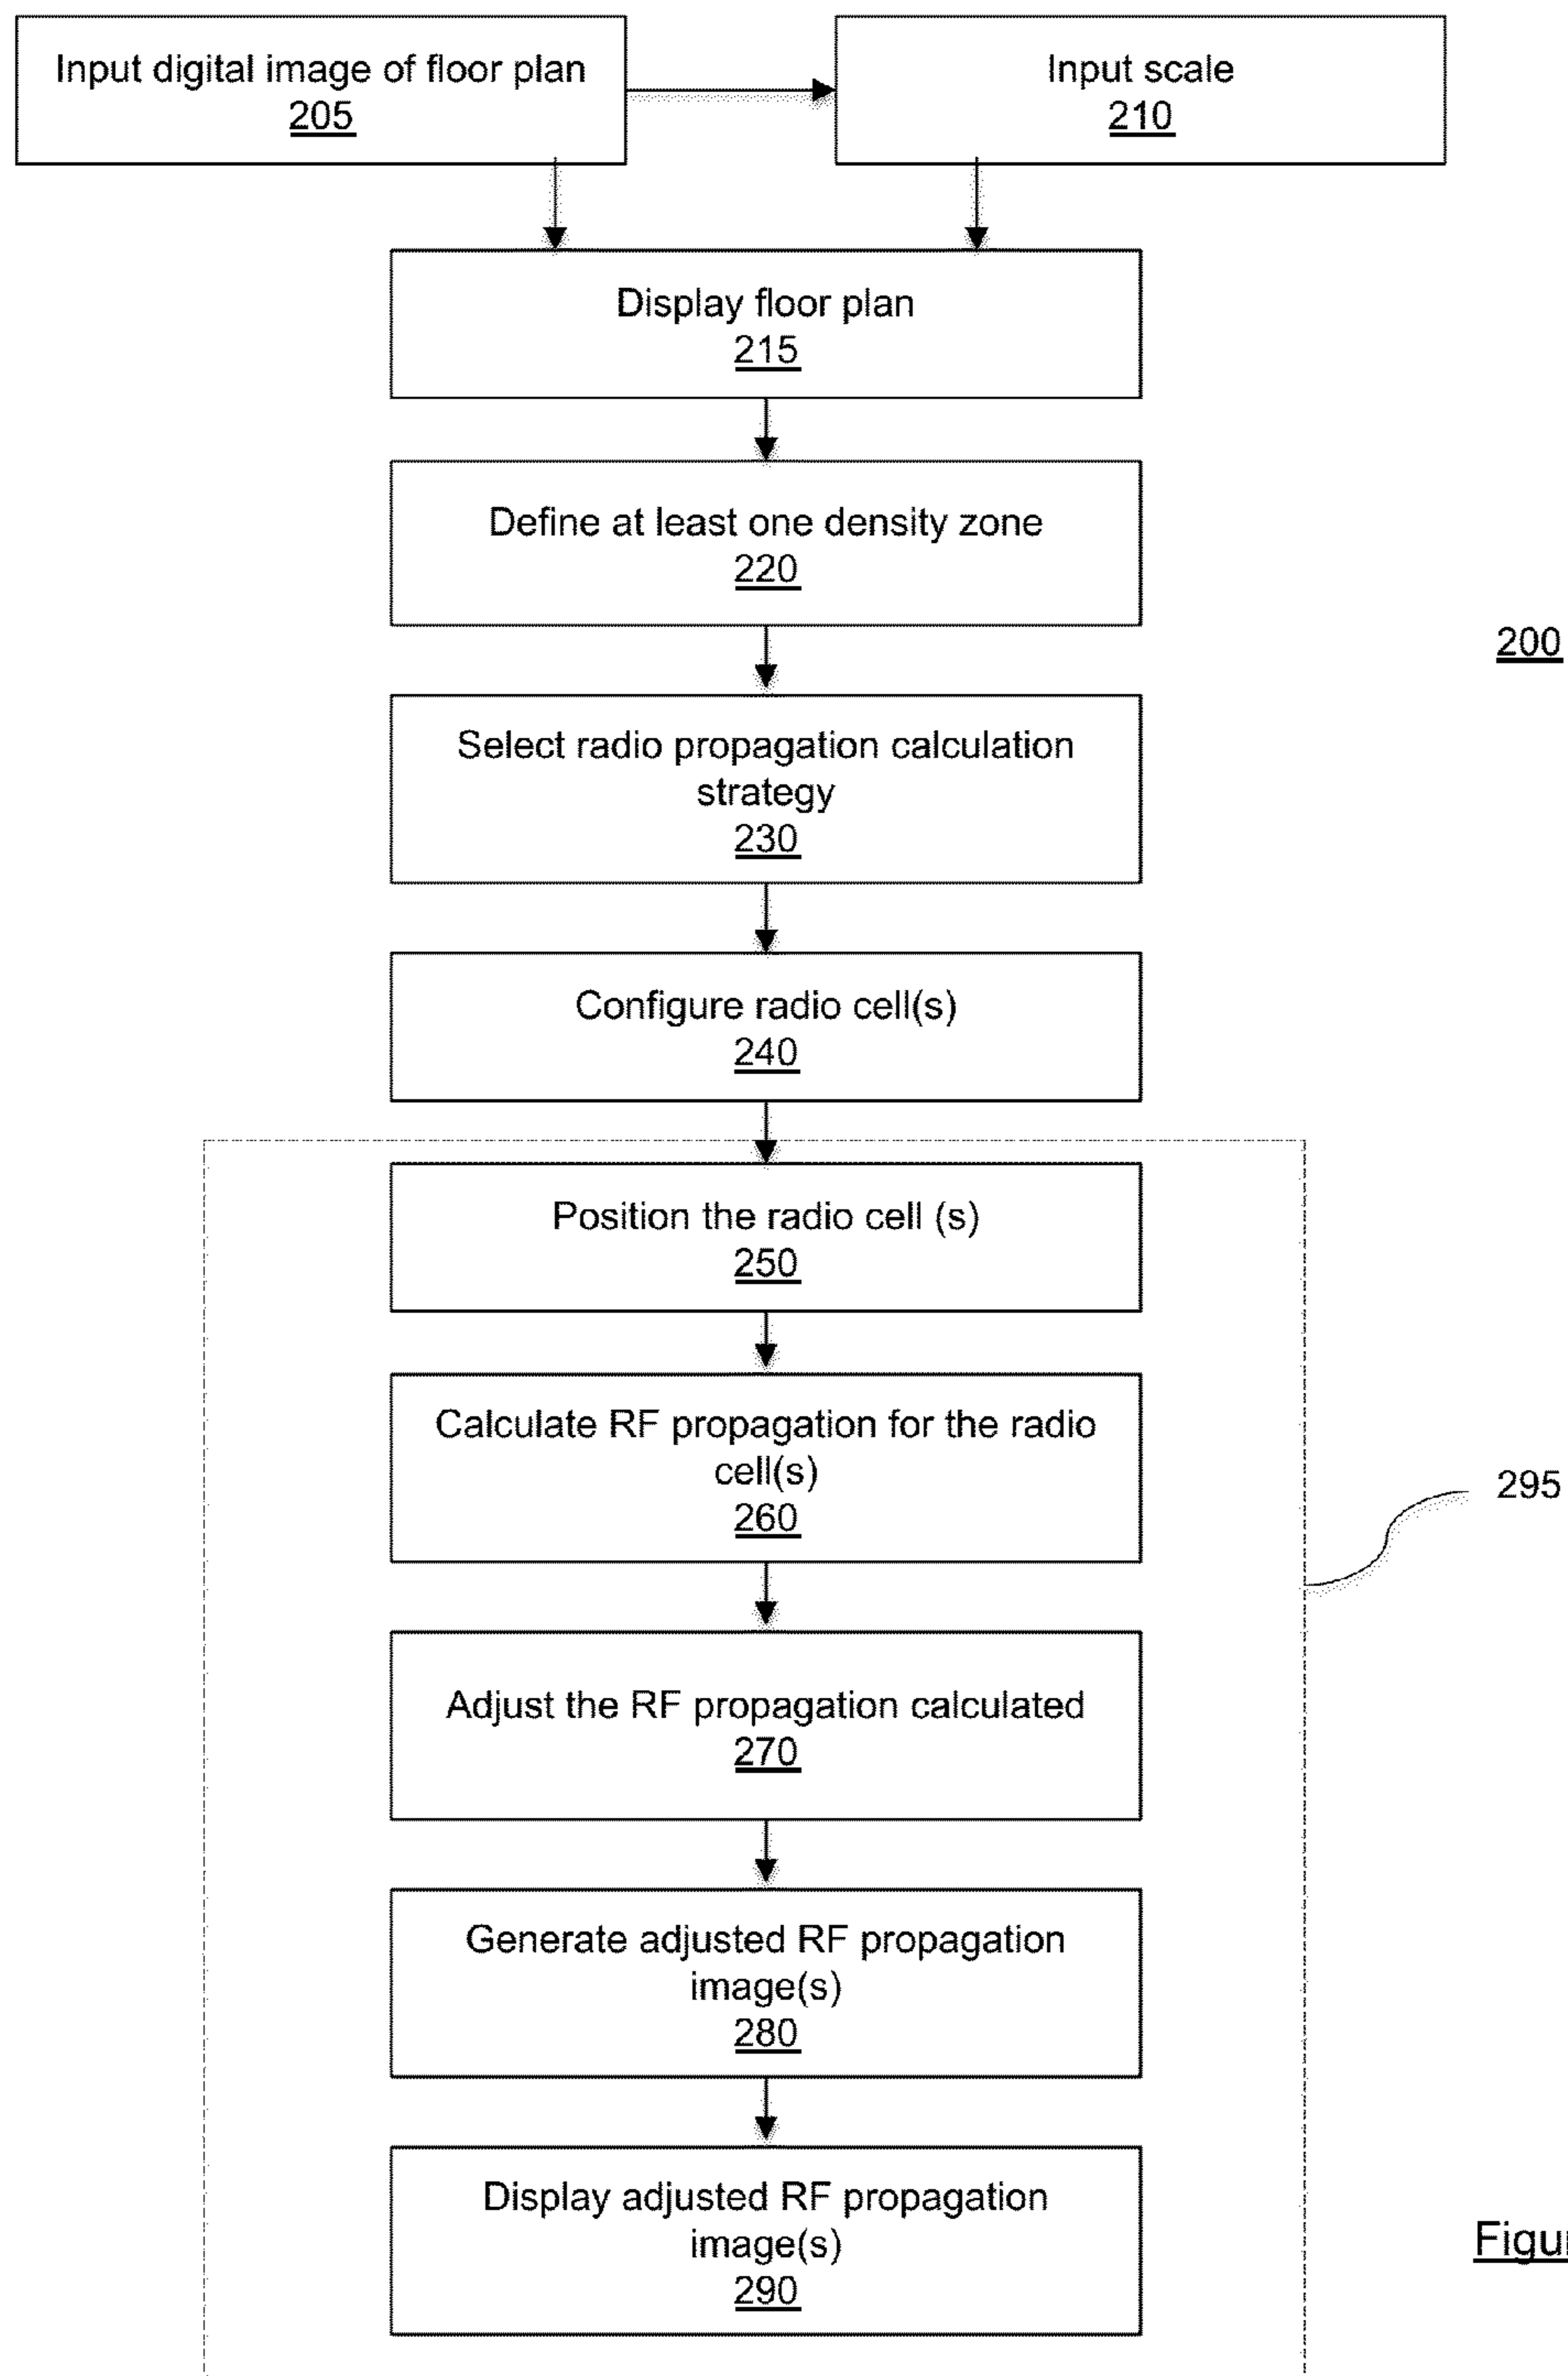 Input digital image of floor plan
205
Input scale
210
Display floor plan
215
Define at least one density zone
220
200
Select radio propagation calculation
strategy
230
Configure radio cell(s)
240
Position the radio cell (s)
250
Calculate RF propagation for the radio
cell(s)
260
295
Adjust the RF propagation calculated
270
Generate adjusted RF propagation
image(s)
280
Display adjusted RF propagation
image(s)
290